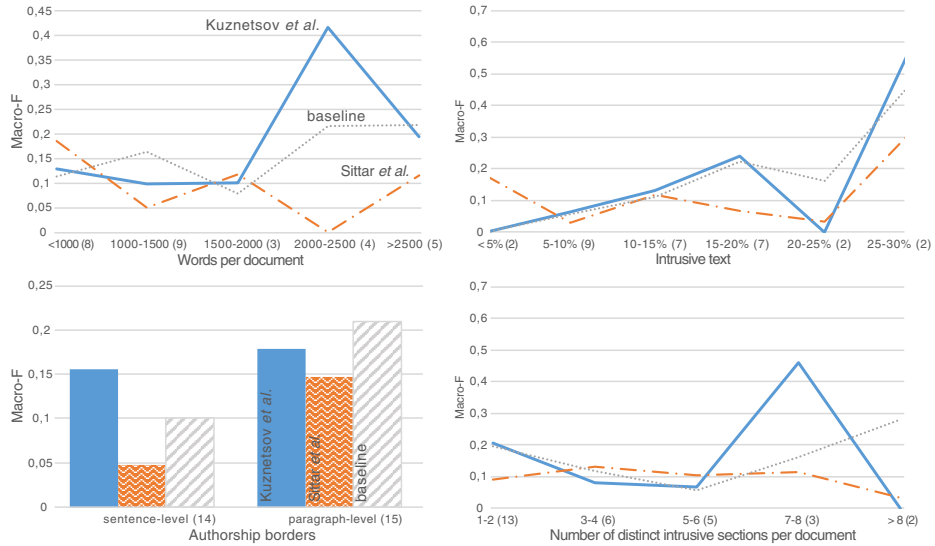 0,45
0,4
0,35
0,3
0,25
0,2
0,15
0,1
0,05
0
Macro-F
Kuznetsov et al.
baseline
Sittar et al.
<1000 (8) 1000-1500 (9) 1500-2000 (3) 2000-2500 (4) >2500 (5)
Words per document
0,7
0,6
0,5
0,4
0,3
0,2
0,1
0
Macro-F
<5% (2) 5-10% (9) 10-15% (7) 15-20% (7) 20-25% (2) 25-30% (2)
Intrusive text
0,25
0,2
0,15
0,1
0,05
0
Macro-F
Kuznetsov et al.
Sittar et al.
baseline
sentence-level (14) paragraph-level (15)
Authorship borders
0,7
0,6
0,5
0,4
0,3
0,2
0,1
0
Macro-F
1-2 (13) 3-4 (6) 5-6 (5) 7-8 (3) > 8 (2)
Number of distinct intrusive sections per document